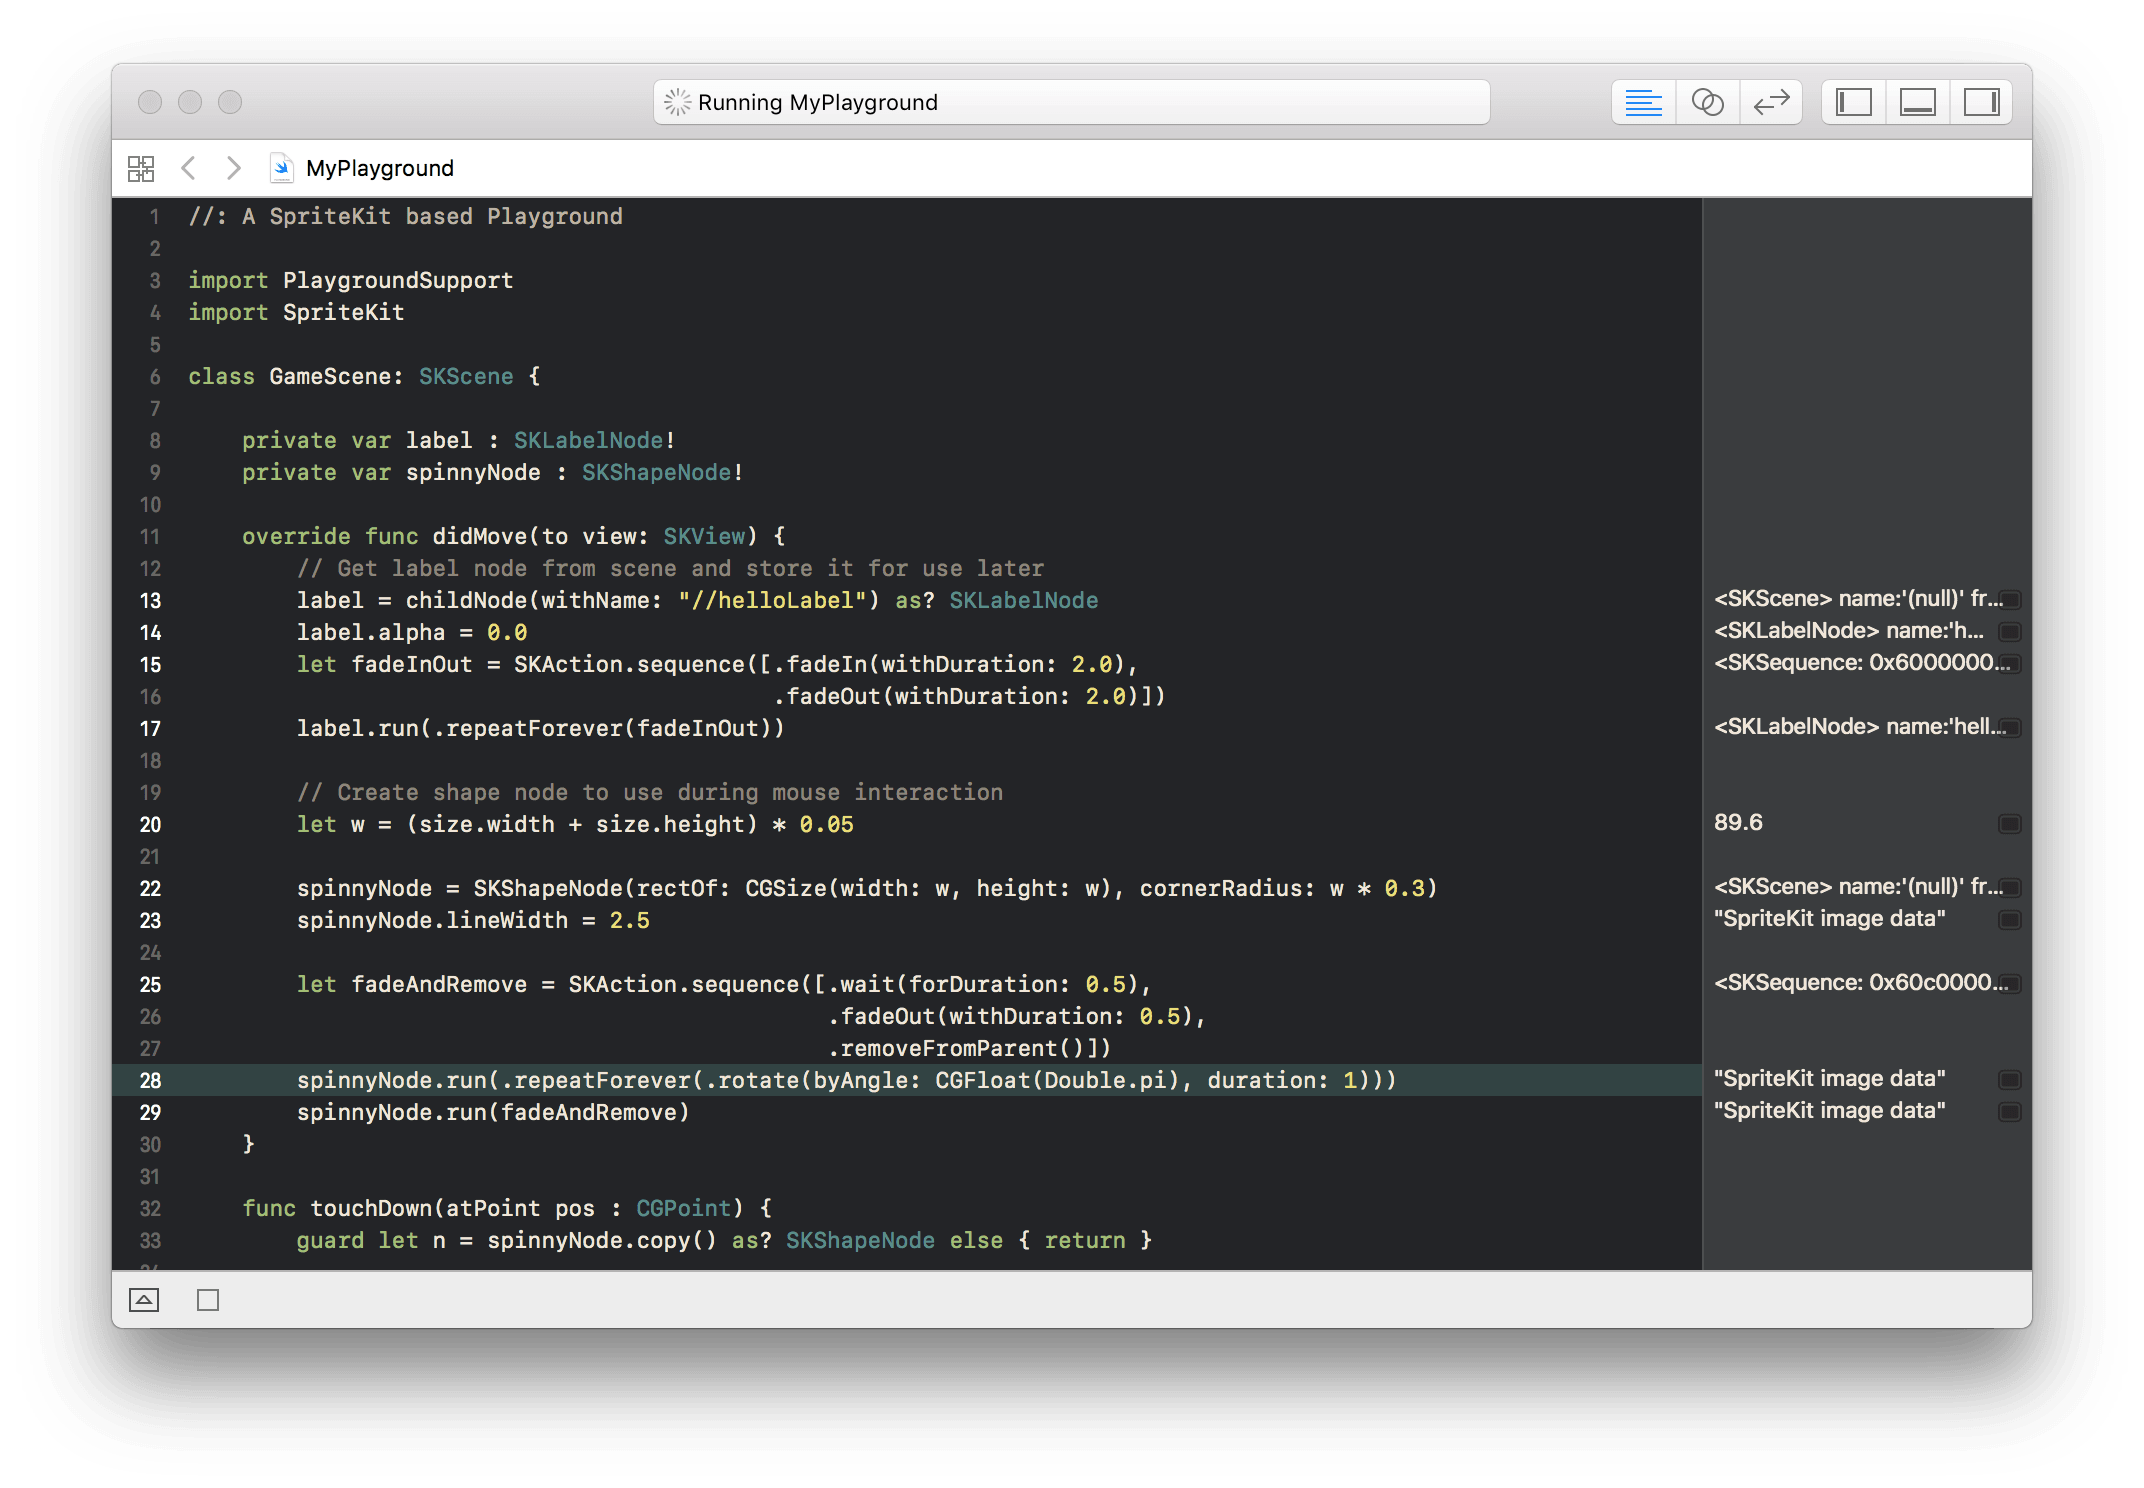 Running MyPlayground
MyPlayground
1 //: A SpriteKit based Playground
2
3 import PlaygroundSupport
4 import SpriteKit
5
6 class GameScene: SKScene {
7
8 private var label : SKLabelNode!
9 private var spinnyNode : SKShapeNode!
10
11 override func didMove(to view: SKView) {
12 // Get label node from scene and store it for use later
13 label = childNode(withName: "//helloLabel") as? SKLabelNode <SKScene> name:'(null)' fr...
14 label.alpha = 0.0 <SKLabelNode> name:'h...
15 let fadeInOut = SKAction.sequence([.fadeIn(withDuration: 2.0), <SKSequence: 0x6000000...
16 .fadeOut(withDuration: 2.0)])
17 label.run(.repeatForever(fadeInOut)) <SKLabelNode> name:'hell...
18
19 // Create shape node to use during mouse interaction
20 let w = (size.width + size.height) * 0.05 89.6
21
22 spinnyNode = SKShapeNode(rectOf: CGSize(width: w, height: w), cornerRadius: w * 0.3) <SKScene> name:'(null)' fr...
23 spinnyNode.lineWidth = 2.5 "SpriteKit image data"
24
25 let fadeAndRemove = SKAction.sequence([.wait(forDuration: 0.5), <SKSequence: 0x60c0000...
26 .fadeOut(withDuration: 0.5),
27 .removeFromParent()])
28 spinnyNode.run(.repeatForever(.rotate(byAngle: CGFloat(Double.pi), duration: 1))) "SpriteKit image data"
29 spinnyNode.run(fadeAndRemove) "SpriteKit image data"
30 }
31
32 func touchDown(atPoint pos : CGPoint) {
33 guard let n = spinnyNode.copy() as? SKShapeNode else { return }